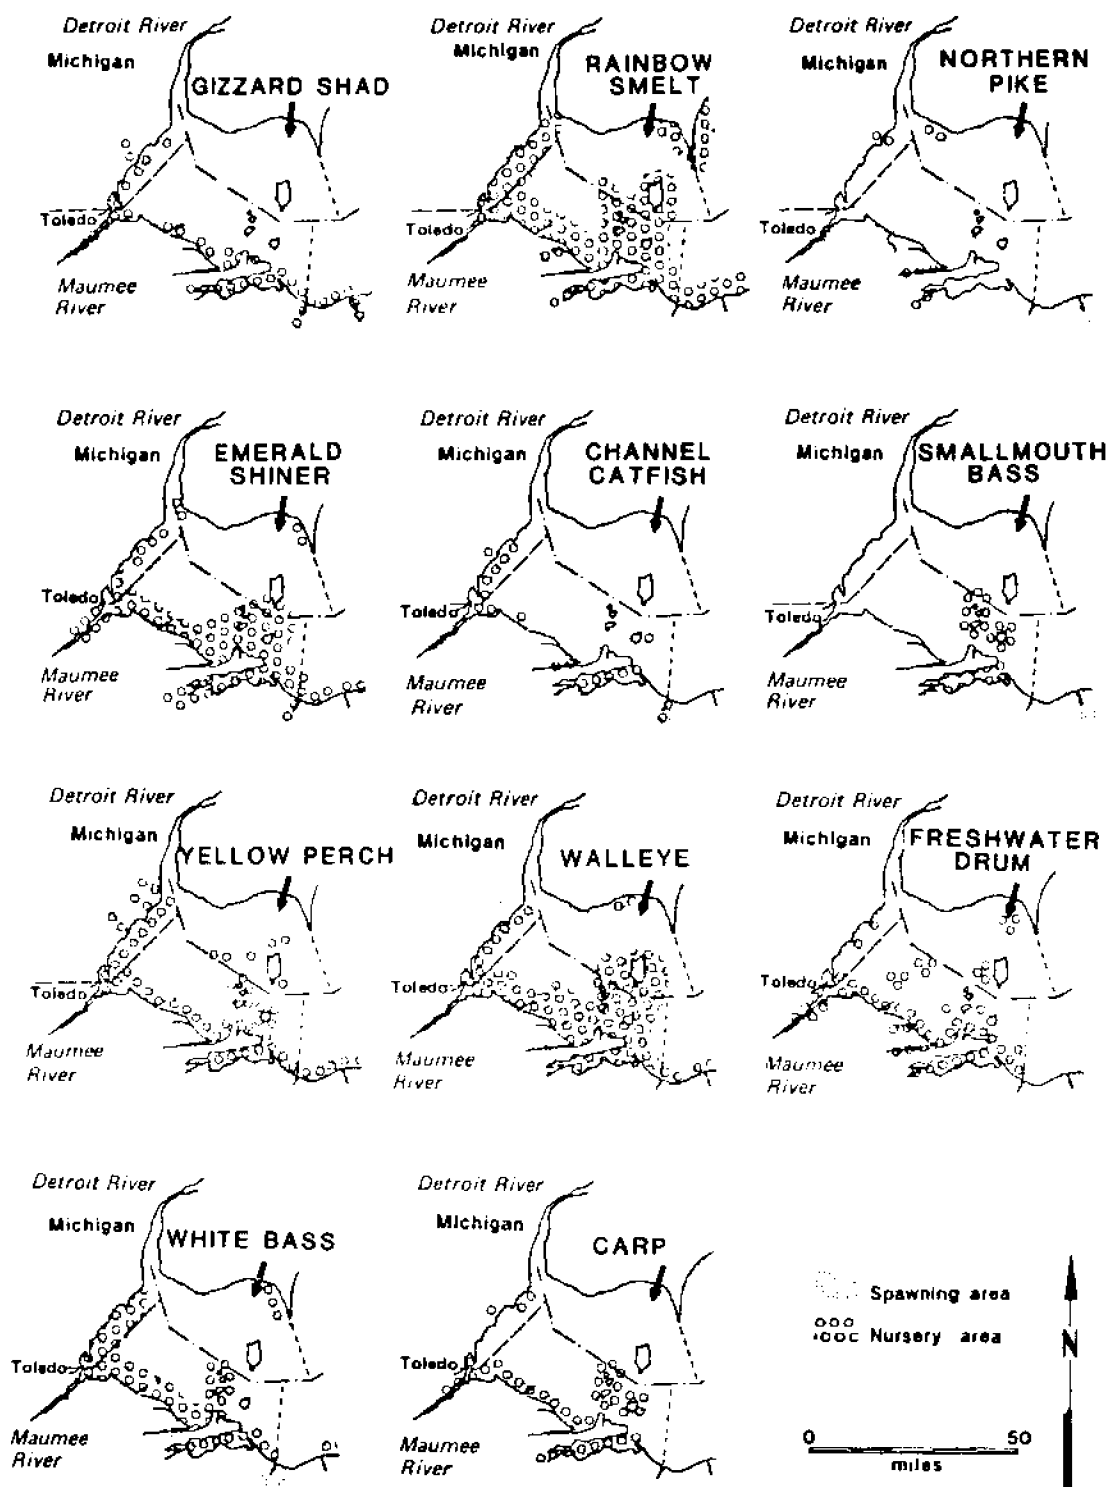 Detroit River
Michigan
GIZZARD SHAD
Toledo
Maumee
River
Detroit River
Michigan
RAINBOW
SMELT
Toledo
Maumee
River
Detroit River
Michigan
NORTHERN
PIKE
Toledo
Maumee
River
Detroit River
Michigan
EMERALD
SHINER
Toledo
Maumee
River
Detroit River
Michigan
CHANNEL
CATFISH
Toledo
Maumee
River
Detroit River
Michigan
SMALLMOUTH
BASS
Toledo
Maumee
River
Detroit River
Michigan
YELLOW PERCH
Toledo
Maumee
River
Detroit River
Michigan
WALLEYE
Toledo
Maumee
River
Detroit River
Michigan
FRESHWATER
DRUM
Toledo
Maumee
River
Detroit River
Michigan
WHITE BASS
Toledo
Maumee
River
Detroit River
Michigan
CARP
Toledo
Maumee
River
Spawning area
Nursery area
N
0 50
miles